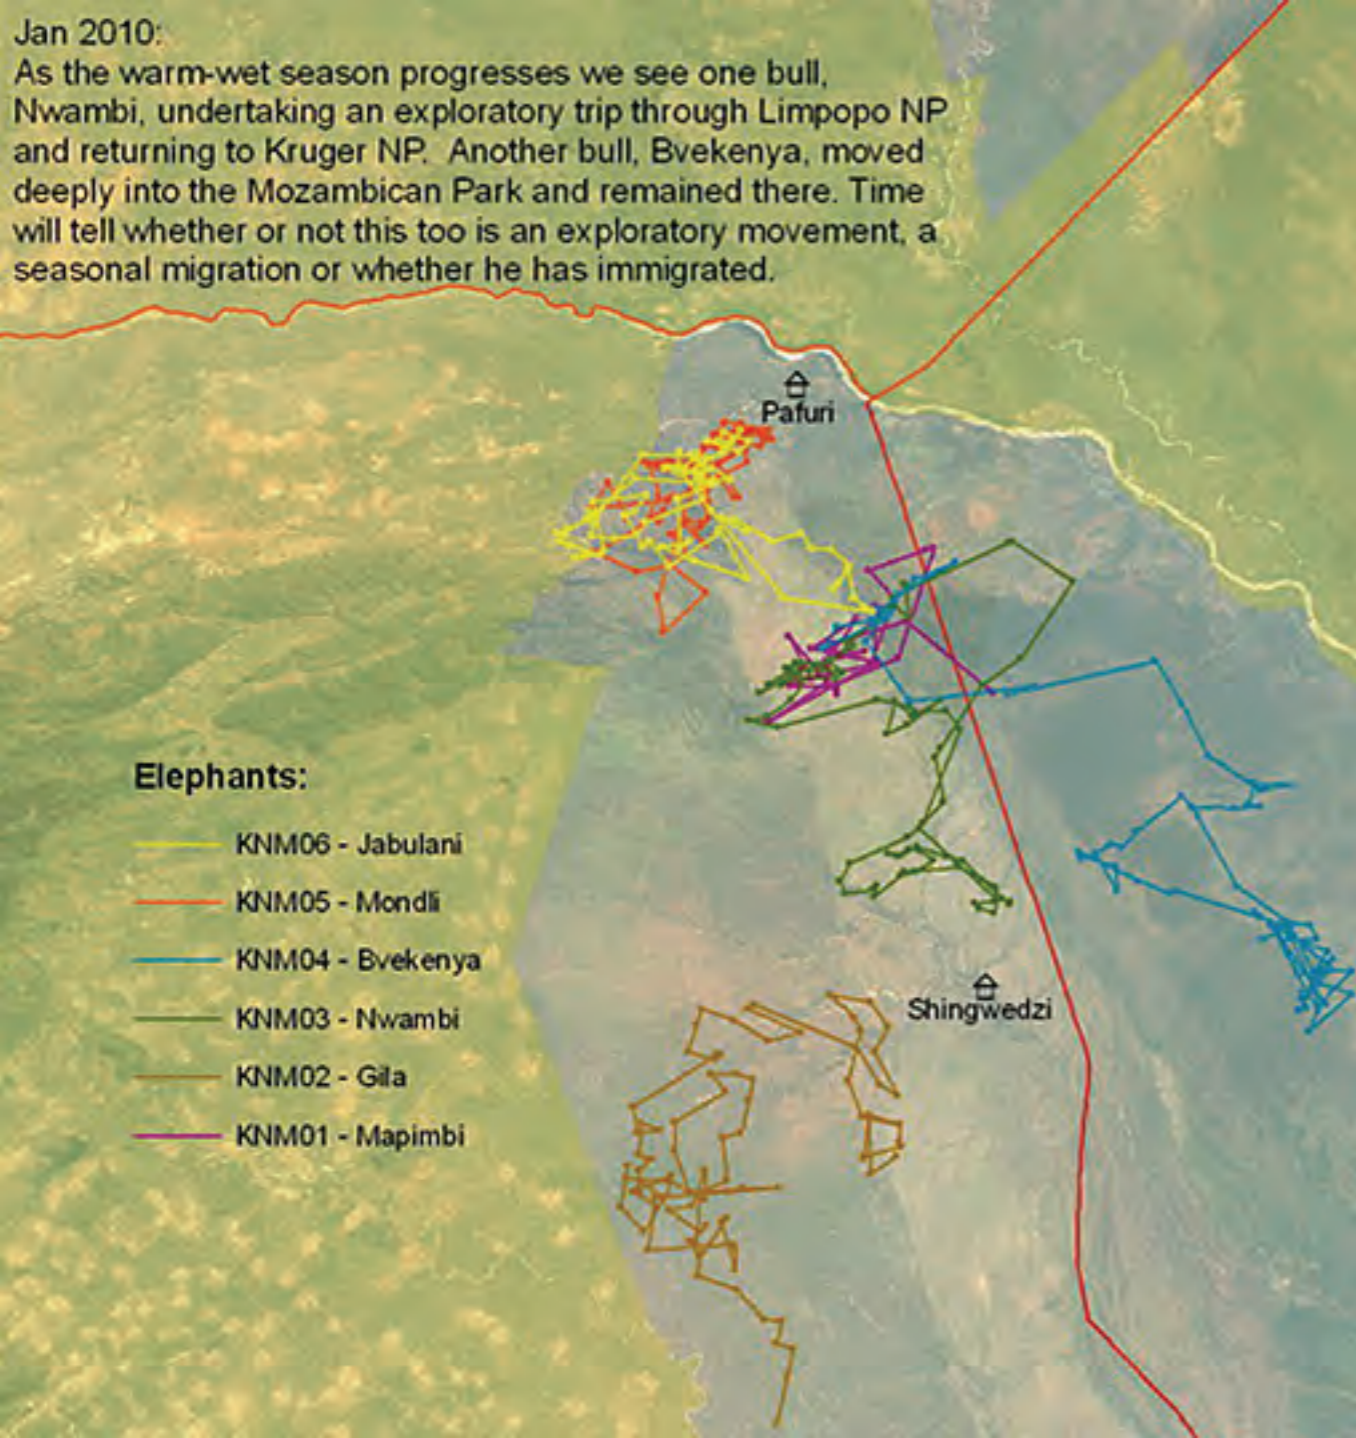 Jan 2010:
As the warm-wet season progresses we see one bull,
Nwambi, undertaking an exploratory trip through Limpopo NP
and returning to Kruger NP. Another bull, Bvekenya, moved
deeply into the Mozambican Park and remained there. Time
will tell whether or not this too is an exploratory movement, a
seasonal migration or whether he has immigrated.
Pafuri
Elephants:
KNM06 - Jabulani
KNM05 - Mondli
KNM04 - Bvekenya
KNM03 - Nwambi
Shingwedzi
KNM02 - Gila
KNM01 - Mapimbi